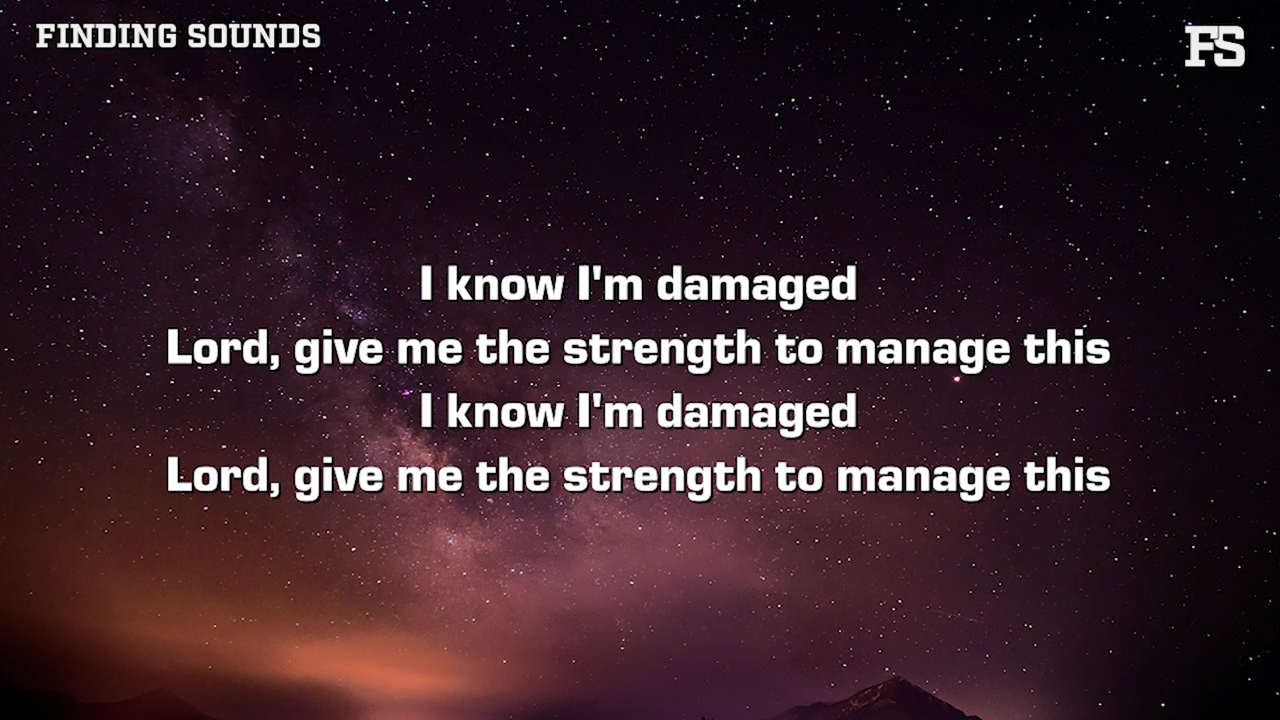 FINDING SOUNDS
FS
I know I'm damaged
Lord, give me the strength to manage this
I know I'm damaged
Lord, give me the strength to manage this